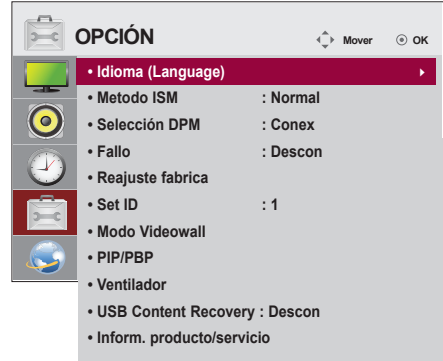 OPCIÓN Mover OK
• Idioma (Language)
• Metodo ISM : Normal
• Selección DPM : Conex
• Fallo : Descon
• Reajuste fabrica
• Set ID : 1
• Modo Videowall
• PIP/PBP
• Ventilador
• USB Content Recovery : Descon
• Inform. producto/servicio